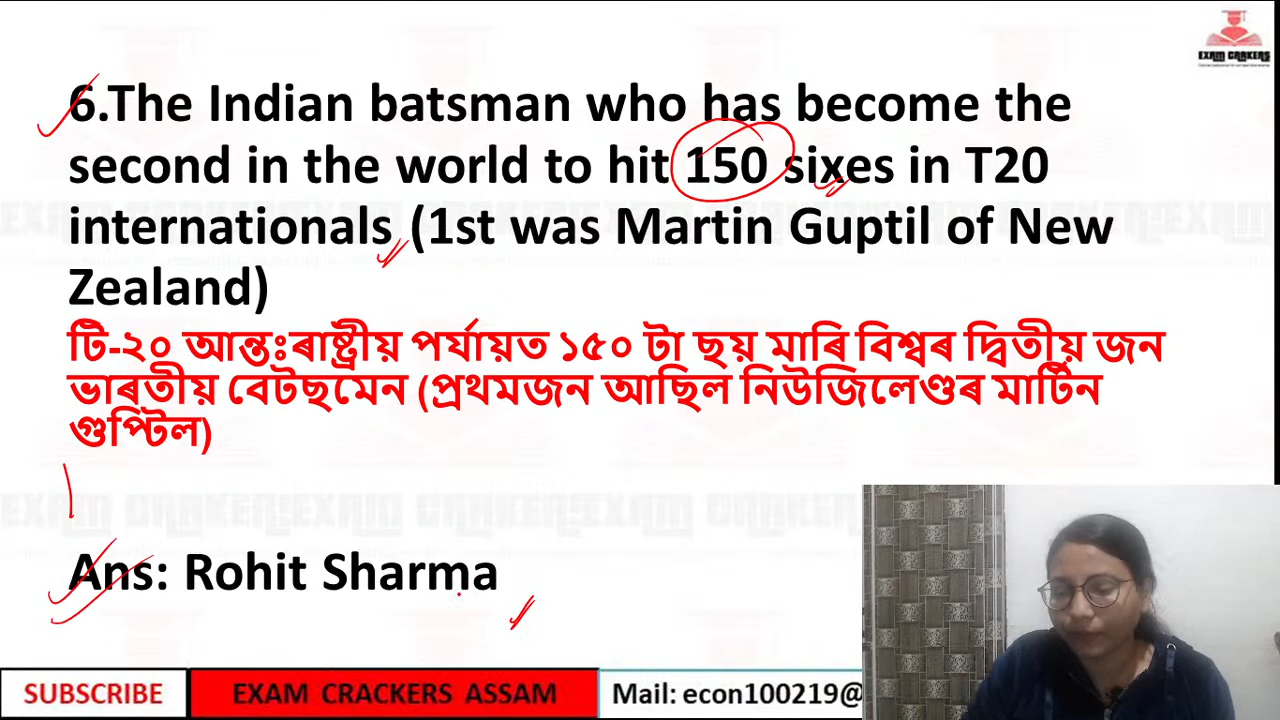 EXAM CRAKERS
6.The Indian batsman who has become the
second in the world to hit 150 sixes in T20
internationals (1st was Martin Guptil of New
Zealand)
টি-২০ আন্তঃৰাষ্ট্ৰীয় পৰ্যায়ত ১৫০ টা ছয় মাৰি বিশ্বৰ দ্বিতীয় জন
ভাৰতীয় বেটছমেন (প্ৰথমজন আছিল নিউজিলেণ্ডৰ মাৰ্টিন
গুপ্টিল)
Ans: Rohit Sharma
SUBSCRIBE EXAM CRACKERS ASSAM Mail: econ100219@